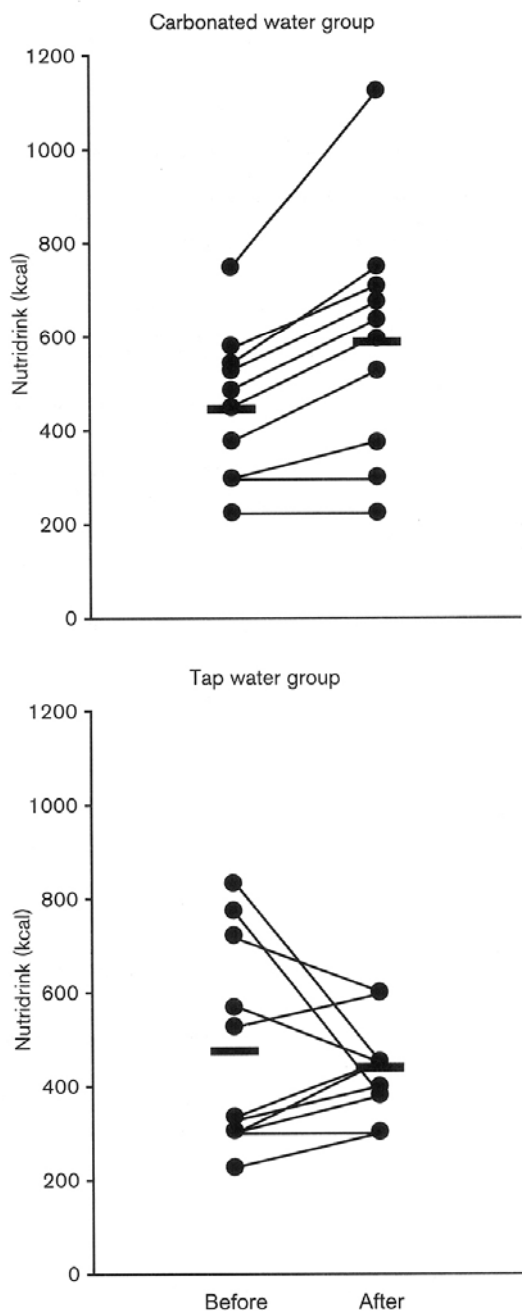 Carbonated water group
1200
1000
800
600
400
200
0
Nutridrink (kcal)
Tap water group
1200
1000
800
600
400
200
0
Nutridrink (kcal)
Before
After